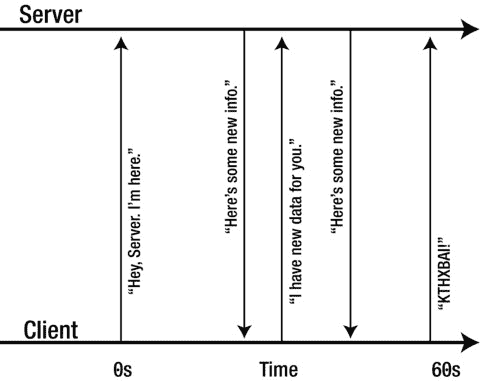 Server
“Hey, Server. I’m here.”
“Here’s some new info.”
“I have new data for you.”
“Here’s some new info.”
“KTHXBAI!”
Client
0s
Time
60s